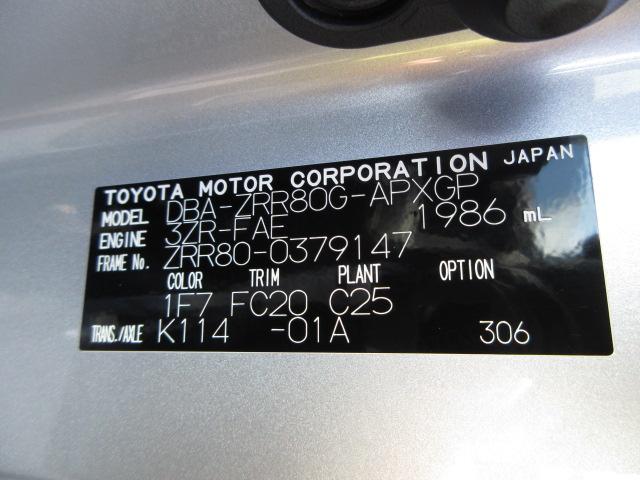 TOYOTA MOTOR CORPORATION JAPAN
MODEL DBA-ZRR80G-APXGP
ENGINE 3ZR-FAE 1986 mL
FRAME No. ZRR80-0379147
COLOR TRIM PLANT OPTION
1F7 FC20 C25
TRANS./AXLE K114 -01A 306